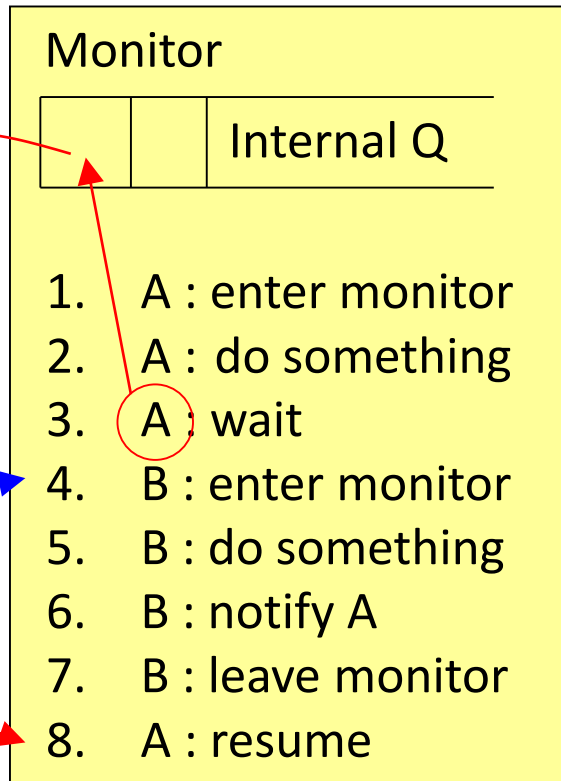 Monitor
Internal Q
1. A : enter monitor
2. A : do something
3. A : wait
4. B : enter monitor
5. B : do something
6. B : notify A
7. B : leave monitor
8. A : resume